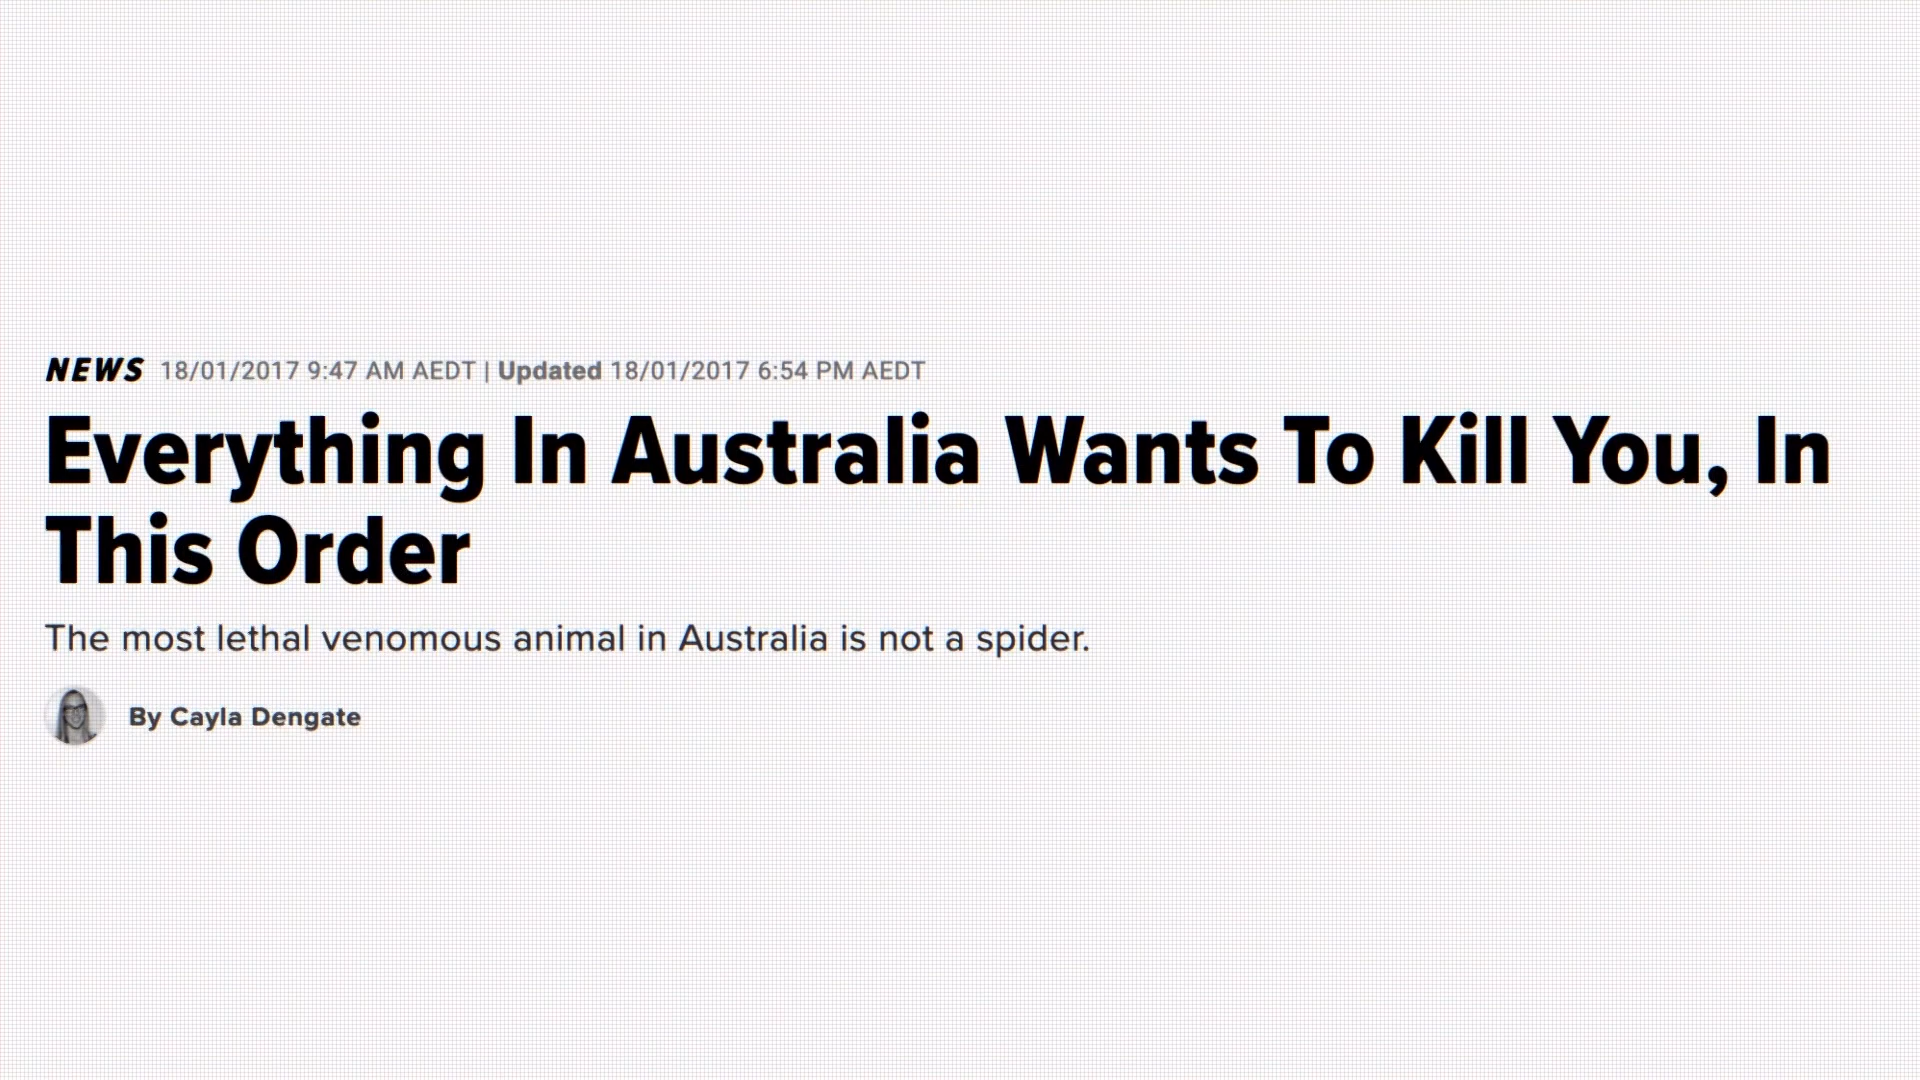 NEWS 18/01/2017 9:47 AM AEDT | Updated 18/01/2017 6:54 PM AEDT
Everything In Australia Wants To Kill You, In
This Order
The most lethal venomous animal in Australia is not a spider.
By Cayla Dengate